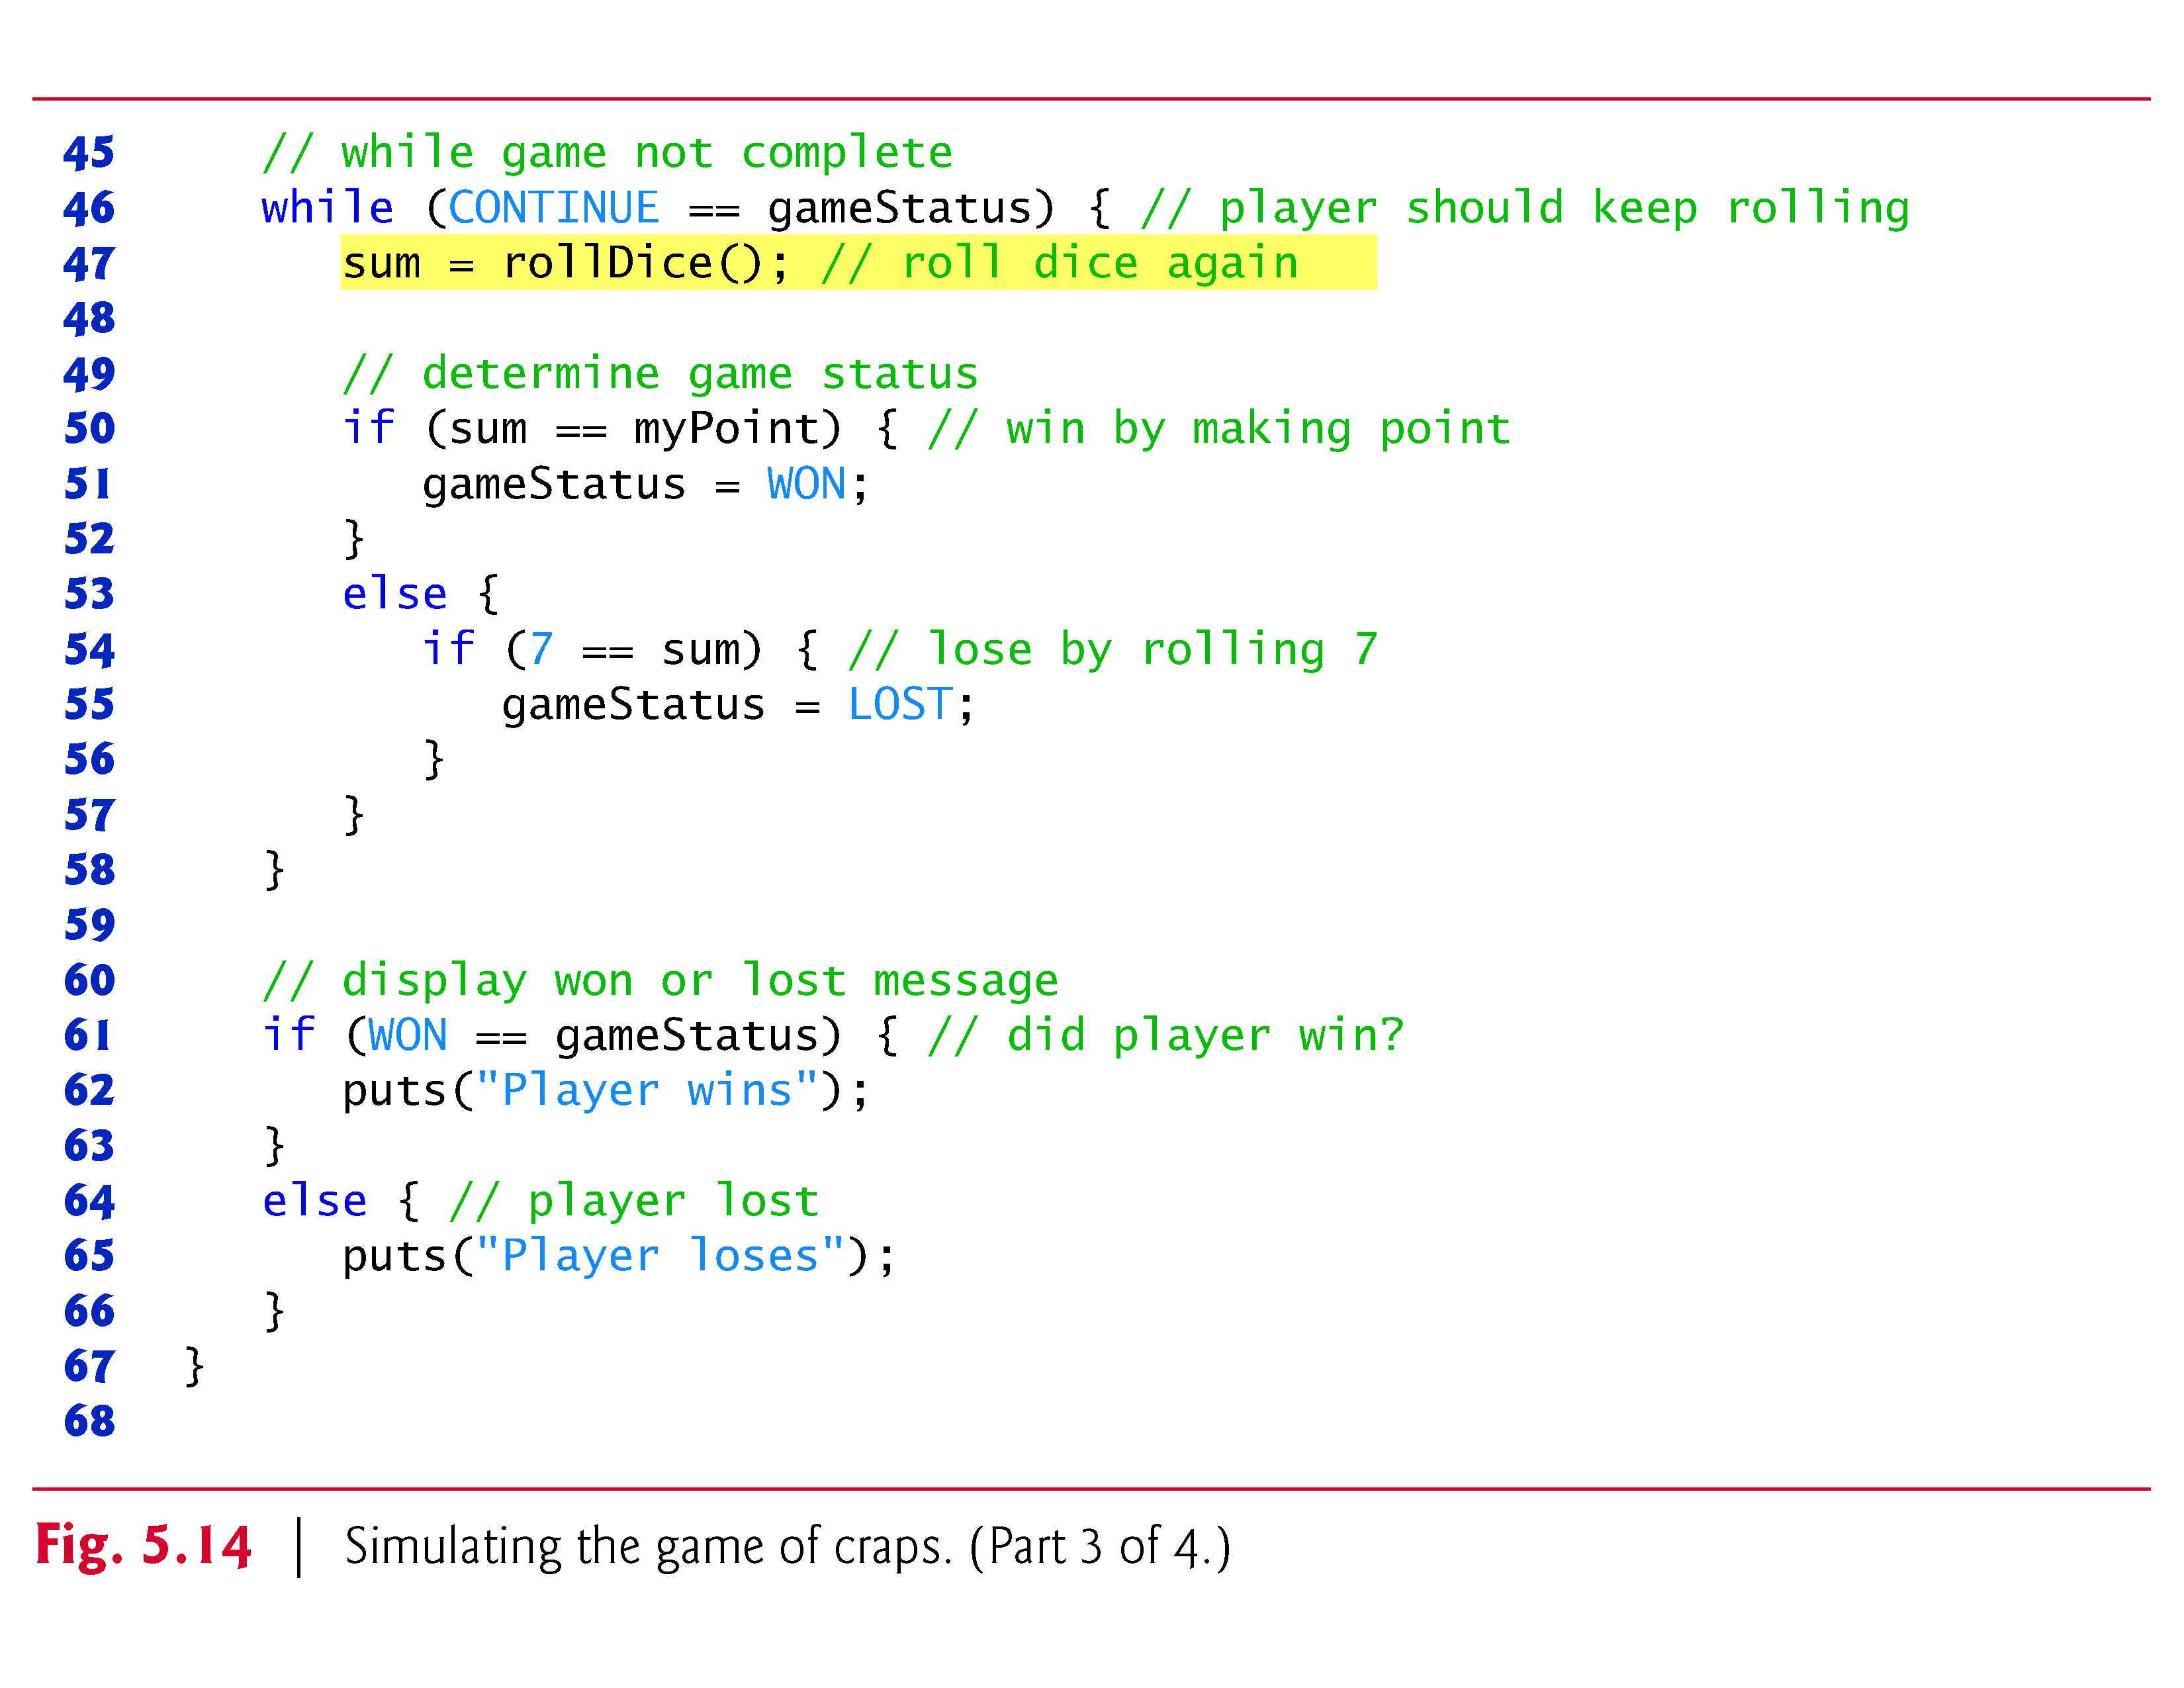 45 // while game not complete
46 while (CONTINUE == gameStatus) { // player should keep rolling
47 sum = rollDice(); // roll dice again
48
49 // determine game status
50 if (sum == myPoint) { // win by making point
51 gameStatus = WON;
52 }
53 else {
54 if (7 == sum) { // lose by rolling 7
55 gameStatus = LOST;
56 }
57 }
58 }
59
60 // display won or lost message
61 if (WON == gameStatus) { // did player win?
62 puts("Player wins");
63 }
64 else { // player lost
65 puts("Player loses");
66 }
67 }
68
Fig. 5.14 | Simulating the game of craps. (Part 3 of 4.)